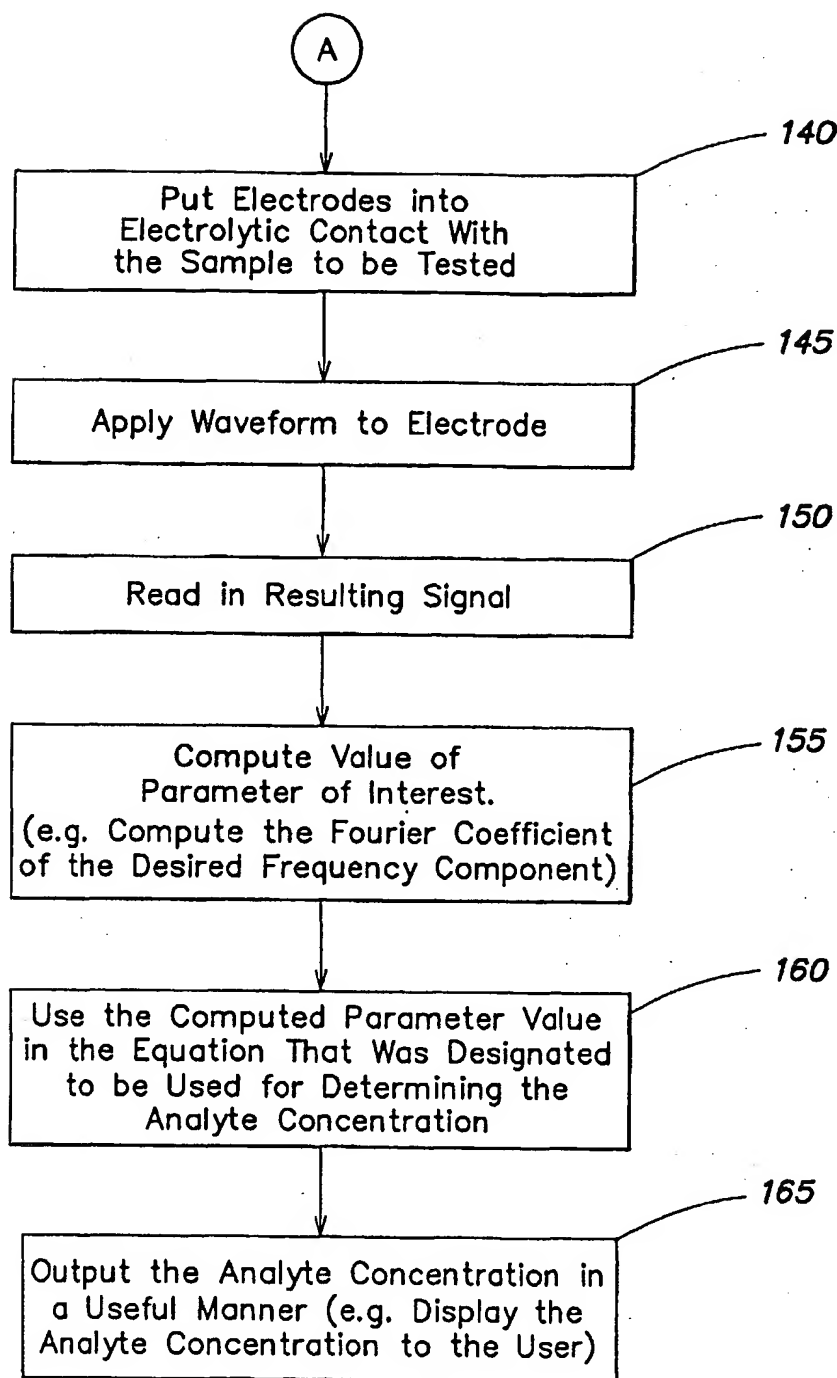 A
140
Put Electrodes into
Electrolytic Contact With
the Sample to be Tested
145
Apply Waveform to Electrode
150
Read in Resulting Signal
155
Compute Value of
Parameter of Interest.
(e.g. Compute the Fourier Coefficient
of the Desired Frequency Component)
160
Use the Computed Parameter Value
in the Equation That Was Designated
to be Used for Determining the
Analyte Concentration
165
Output the Analyte Concentration in
a Useful Manner (e.g. Display the
Analyte Concentration to the User)